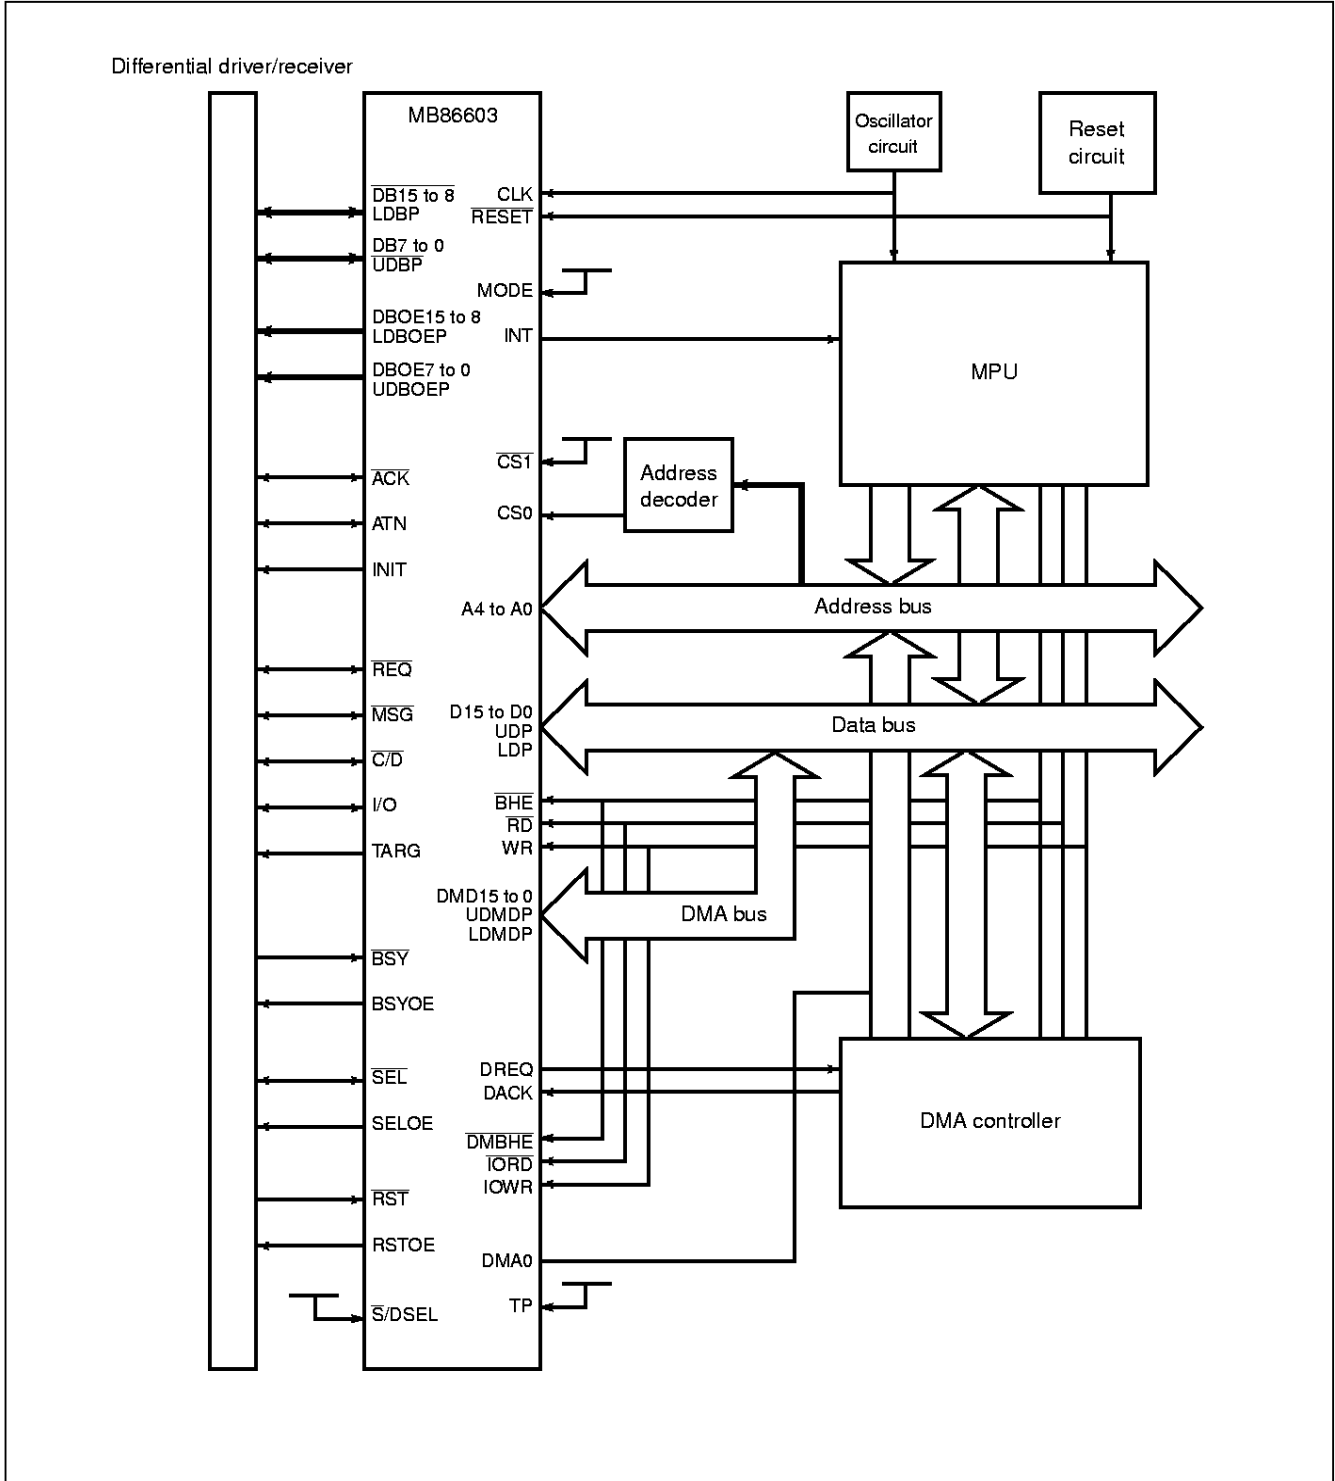 Differential driver/receiver
MB86603
Oscillator
circuit
Reset
circuit
DB15 to 8
LDBP
CLK
RESET
DB7 to 0
UDBP
MODE
DBOE15 to 8
LDBOEP
INT
DBOE7 to 0
UDBOEP
MPU
CS1
ACK
Address
decoder
CS0
ATN
INIT
A4 to A0
Address bus
REQ
MSG
D15 to D0
UDP
LDP
Data bus
C/D
I/O
BHE
RD
WR
TARG
DMD15 to 0
UDMDP
LDMDP
DMA bus
BSY
BSYOE
SEL
DREQ
DACK
SELOE
DMA controller
DMBHE
IORD
IOWR
RST
RSTOE
DMA0
TP
S/DSEL